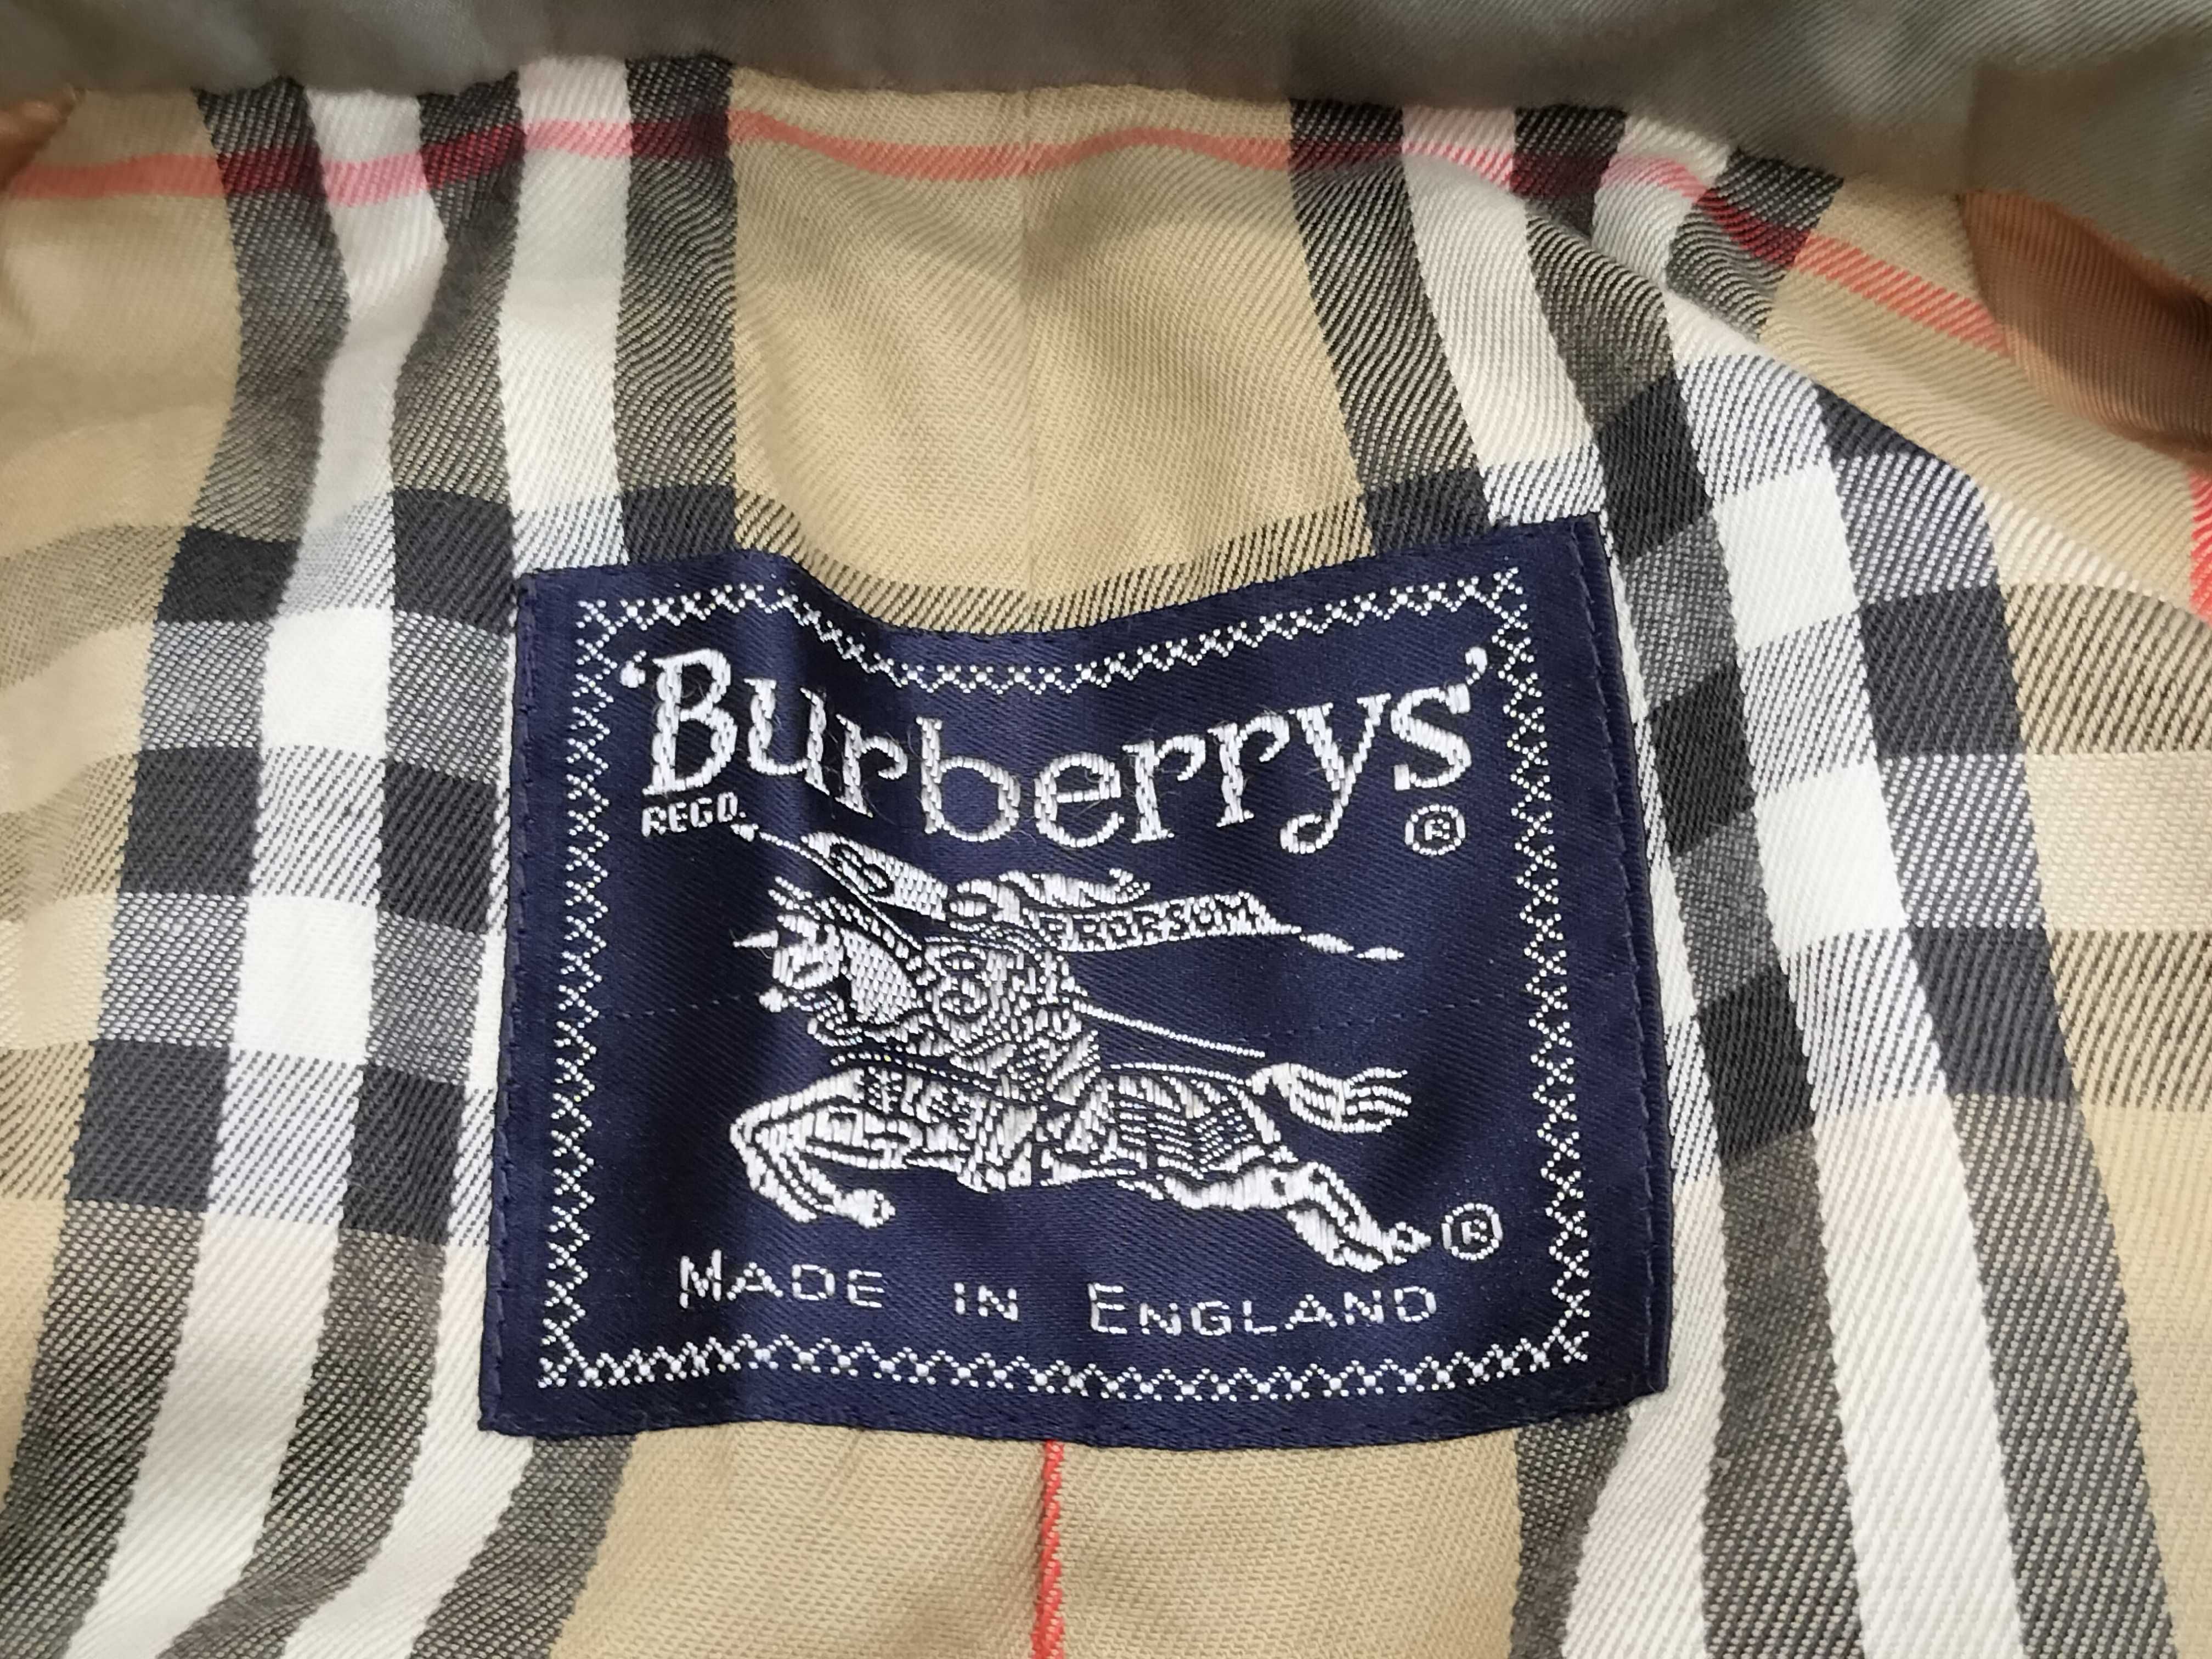 'Burberrys'
REGD. ®
PRORSUM
®
MADE IN ENGLAND